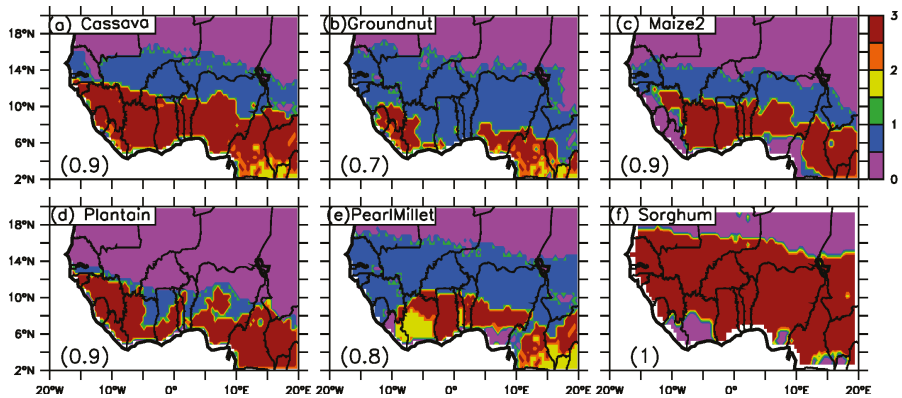 (a) Cassava
(b) Groundnut
(c) Maize2
18°N
14°N
10°N
6°N
2°N
(0.9)
(0.7)
(0.9)
3
2
1
0
(d) Plantain
(e) PearlMillet
(f) Sorghum
18°N
14°N
10°N
6°N
2°N
(0.9)
(0.8)
(1)
20°W 10°W 0° 10°E 20°E
20°W 10°W 0° 10°E 20°E
20°W 10°W 0° 10°E 20°E